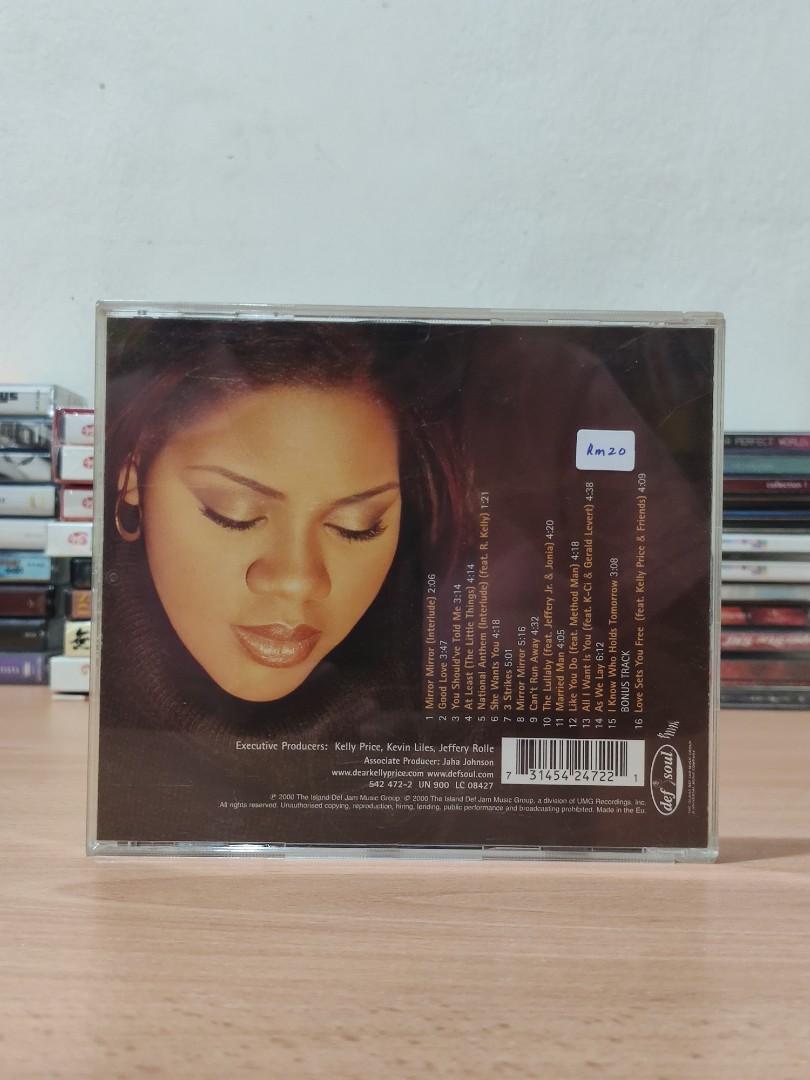 Rm20
1 Mirror Mirror (Interlude) 2:06
2 Good Love 3:47
3 You Should've Told Me 3:14
4 At Least (The Little Things) 4:14
5 National Anthem (Interlude) (feat. R. Kelly) 1:21
6 She Wants You 4:18
7 3 Strikes 5:01
8 Mirror Mirror 5:16
9 Can't Run Away 4:32
10 The Lullaby (feat. Jeffery Jr. & Jonia) 4:20
11 Married Man 4:05
12 Like You Do (feat. Method Man) 4:18
13 All I Want Is You (feat. K-Ci & Gerald Levert) 4:38
14 As We Lay 6:12
15 I Know Who Holds Tomorrow 3:08
BONUS TRACK
16 Love Sets You Free (feat. Kelly Price & Friends) 4:09
Executive Producers: Kelly Price, Kevin Liles, Jeffery Rolle
Associate Producer: Jaha Johnson
www.dearkellyprice.com www.defsoul.com
542 472-2 UN 900 LC 08427
7 31454 24722 1
def soul
℗ 2000 The Island Def Jam Music Group. © 2000 The Island Def Jam Music Group, a division of UMG Recordings, Inc.
All rights reserved. Unauthorised copying, reproduction, hiring, lending, public performance and broadcasting prohibited. Made in the Eu.
PERFECT WORLD
collection